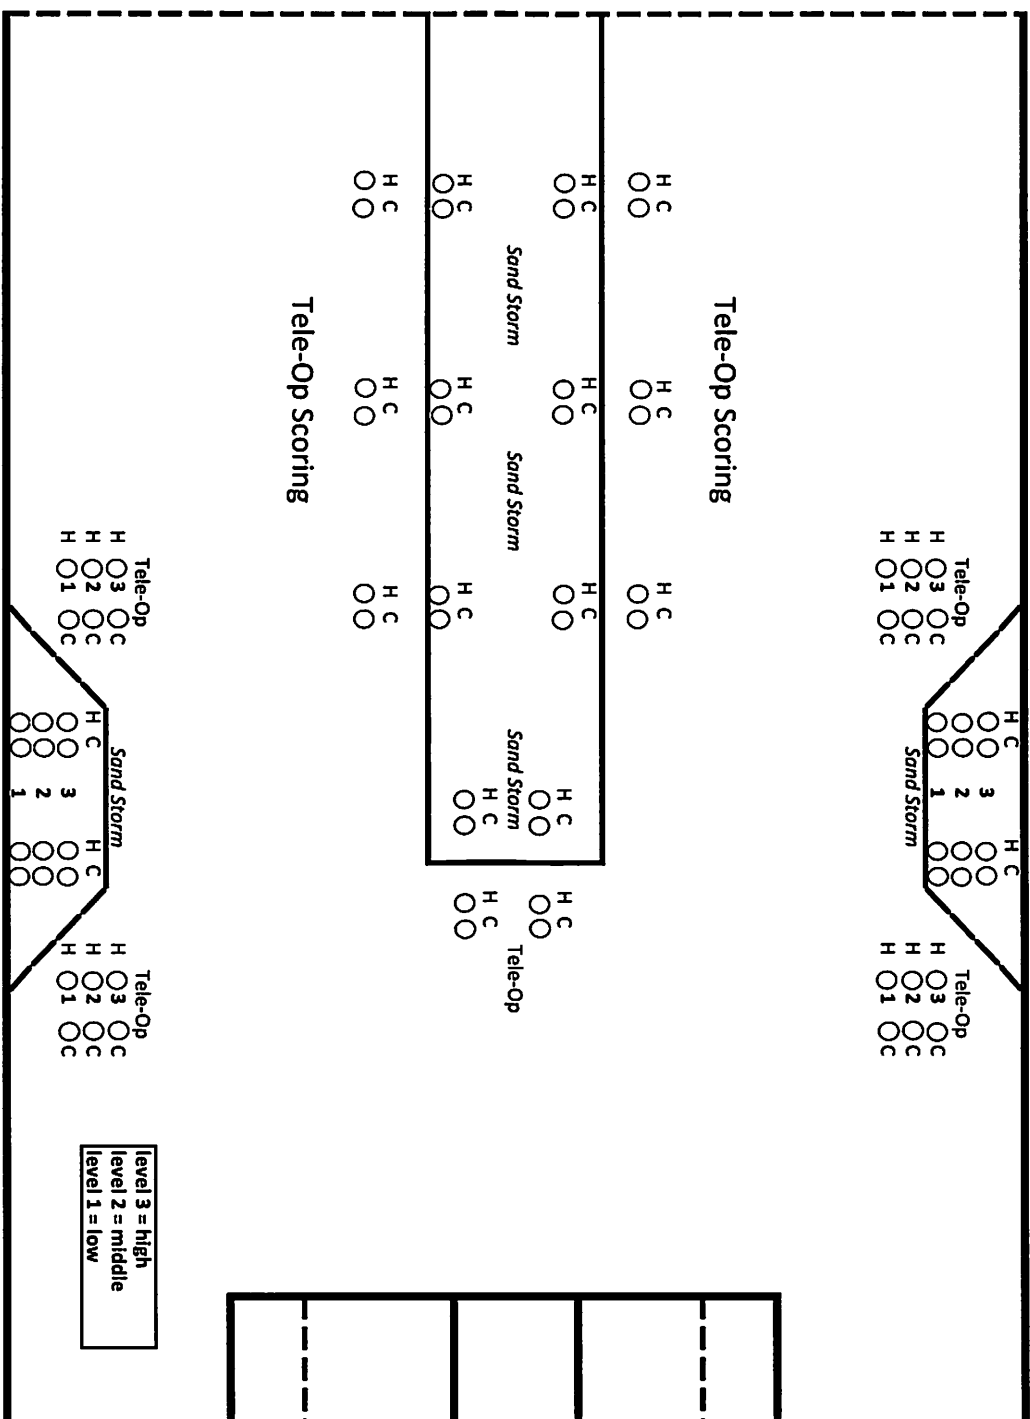 H C H C
3
Tele-Op 2 Tele-Op
H 3 C 1 H 3 C
H 2 C Sand Storm H 2 C
H 1 C H 1 C
Tele-Op Scoring
H C H C H C
H C H C H C
H C H C
Sand Storm Sand Storm Sand Storm Tele-Op
H C H C
H C H C H C
H C H C H C
Tele-Op Scoring
Tele-Op Tele-Op
H 3 C Sand Storm H 3 C
H 2 C H C H C H 2 C
H 1 C 3 H 1 C
2
1
level 3 = high
level 2 = middle
level 1 = low